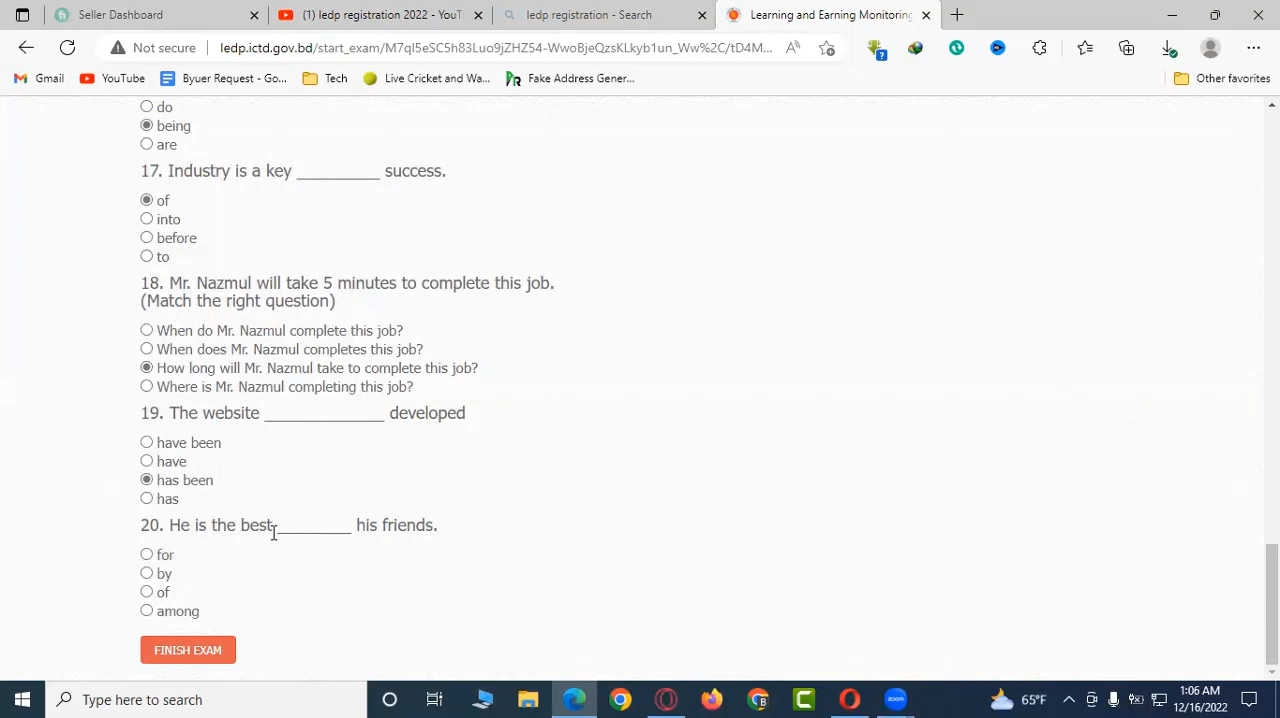 Seller Dashboard
(1) ledp registration 2022 - YouT
ledp registration - Search
Learning and Earning Monitoring
Not secure
ledp.ictd.gov.bd/start_exam/M7ql5eSC5h83Luo9jZHZ54-WwoBjeQzsKLkyb1un_Ww%2C/tD4M...
Gmail
YouTube
Byuer Request - Go...
Tech
Live Cricket and Wa...
Fake Address Gener...
Other favorites
do
being
are
17. Industry is a key _________ success.
of
into
before
to
18. Mr. Nazmul will take 5 minutes to complete this job.
(Match the right question)
When do Mr. Nazmul complete this job?
When does Mr. Nazmul completes this job?
How long will Mr. Nazmul take to complete this job?
Where is Mr. Nazmul completing this job?
19. The website _____________ developed
have been
have
has been
has
20. He is the best ________ his friends.
for
by
of
among
FINISH EXAM
Type here to search
65°F
1:06 AM
12/16/2022